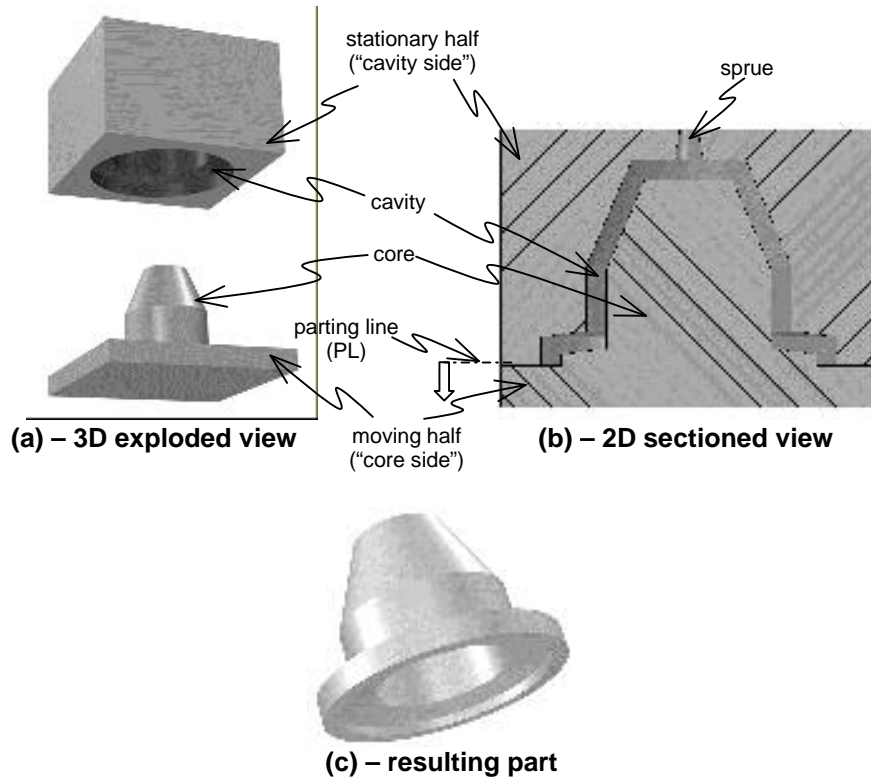 stationary half
(“cavity side”)
sprue
cavity
core
parting line
(PL)
(a) – 3D exploded view
moving half
(“core side”)
(b) – 2D sectioned view
(c) – resulting part